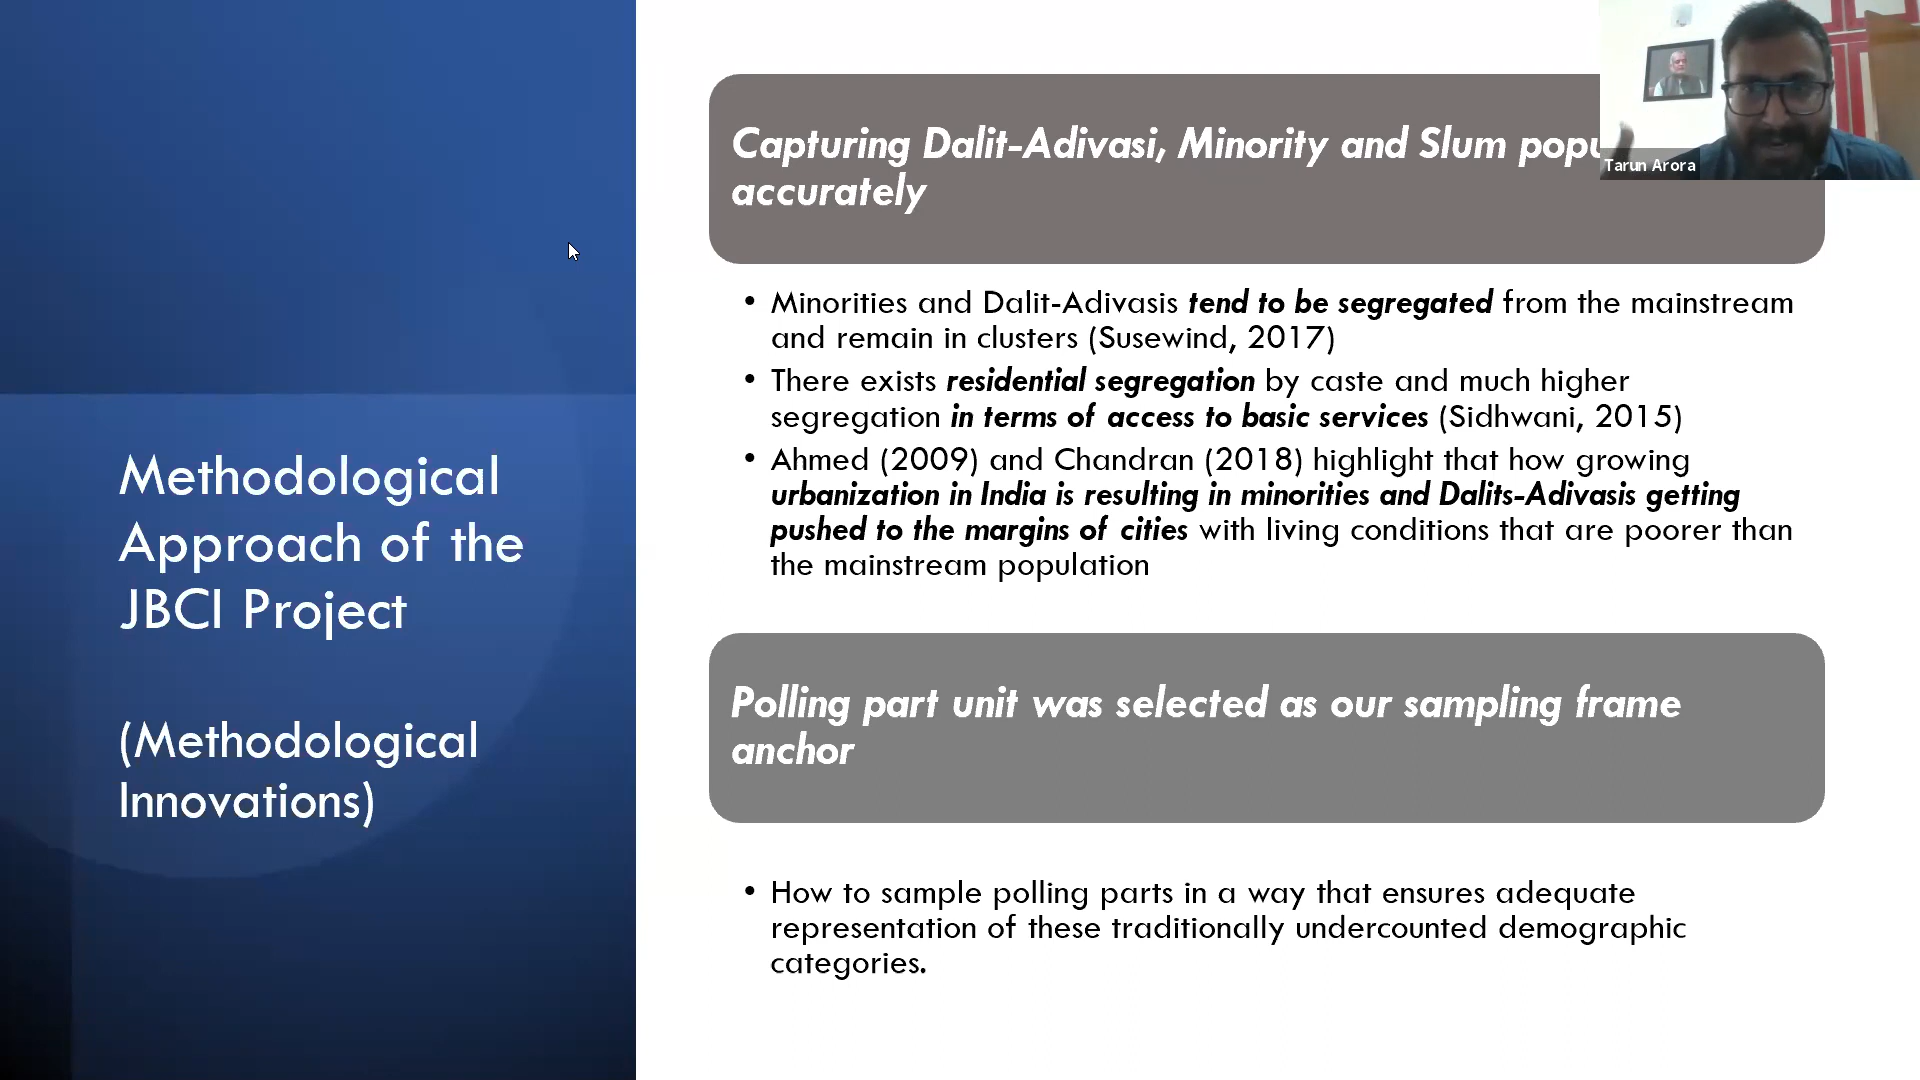 Methodological
Approach of the
JBCI Project
(Methodological
Innovations)
Capturing Dalit-Adivasi, Minority and Slum
accurately
• Minorities and Dalit-Adivasis tend to be segregated from the mainstream
and remain in clusters (Susewind, 2017)
• There exists residential segregation by caste and much higher
segregation in terms of access to basic services (Sidhwani, 2015)
• Ahmed (2009) and Chandran (2018) highlight that how growing
urbanization in India is resulting in minorities and Dalits-Adivasis getting
pushed to the margins of cities with living conditions that are poorer than
the mainstream population
Polling part unit was selected as our sampling frame
anchor
• How to sample polling parts in a way that ensures adequate
representation of these traditionally undercounted demographic
categories.
Tarun Arora